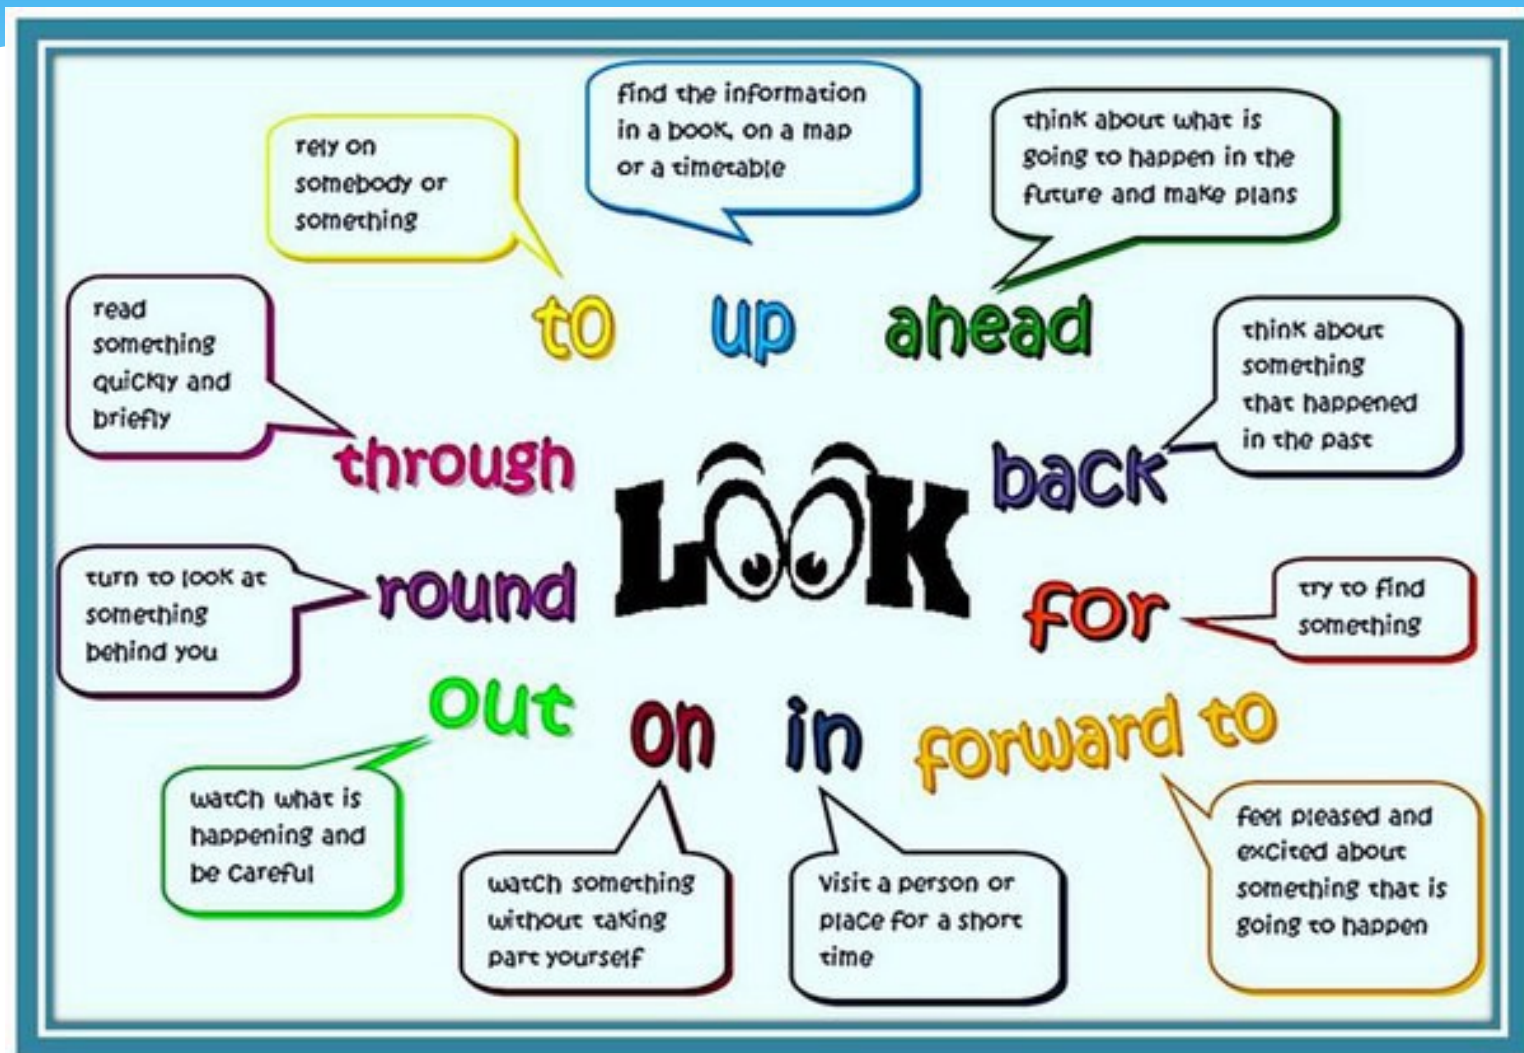 find the information
in a book, on a map
or a timetable
think about what is
going to happen in the
future and make plans
rely on
somebody or
something
to up ahead
read
something
quickly and
briefly
think about
something
that happened
in the past
through
LOOK
back
turn to look at
something
behind you
round
for
try to find
something
out
on
in
forward to
watch what is
happening and
be careful
watch something
without taking
part yourself
visit a person or
place for a short
time
feel pleased and
excited about
something that is
going to happen